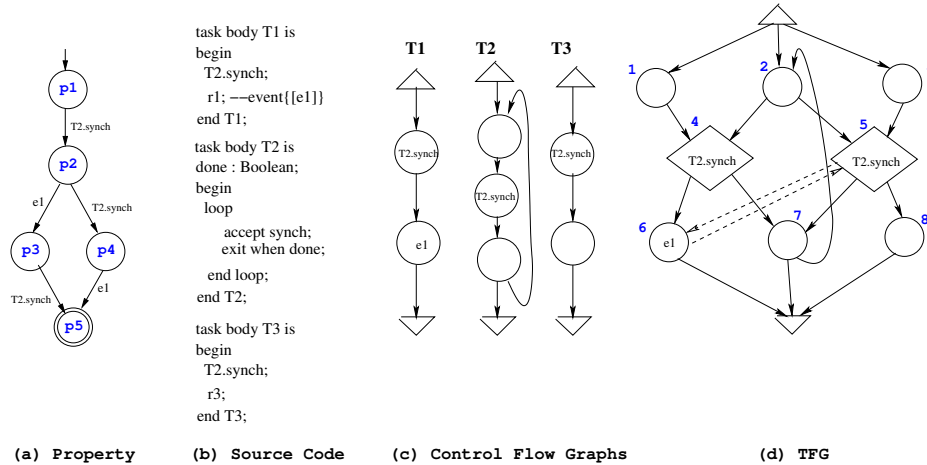 p1
T2.synch
p2
e1
T2.synch
p3
p4
T2.synch
e1
p5
(a) Property
task body T1 is
begin
T2.synch;
r1; --event{[e1]}
end T1;
task body T2 is
done : Boolean;
begin
loop
accept synch;
exit when done;
end loop;
end T2;
task body T3 is
begin
T2.synch;
r3;
end T3;
(b) Source Code
T1 T2 T3
T2.synch
T2.synch
T2.synch
e1
(c) Control Flow Graphs
1
2
4
5
T2.synch
T2.synch
6
e1
7
8
(d) TFG